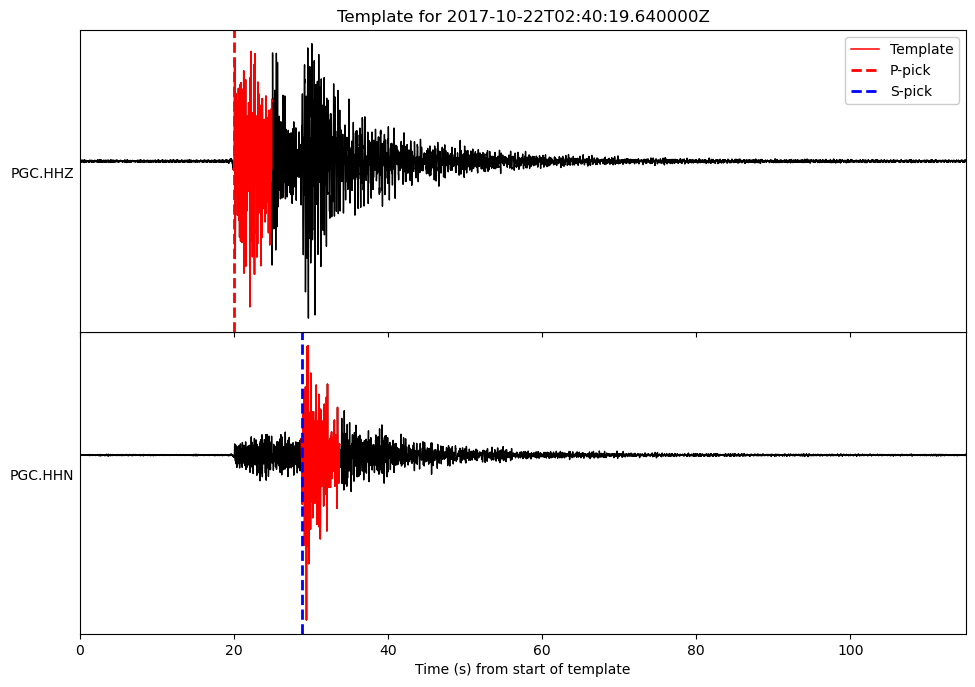 Template for 2017-10-22T02:40:19.640000Z
Template
P-pick
S-pick
PGC.HHZ
PGC.HHN
0 20 40 60 80 100
Time (s) from start of template